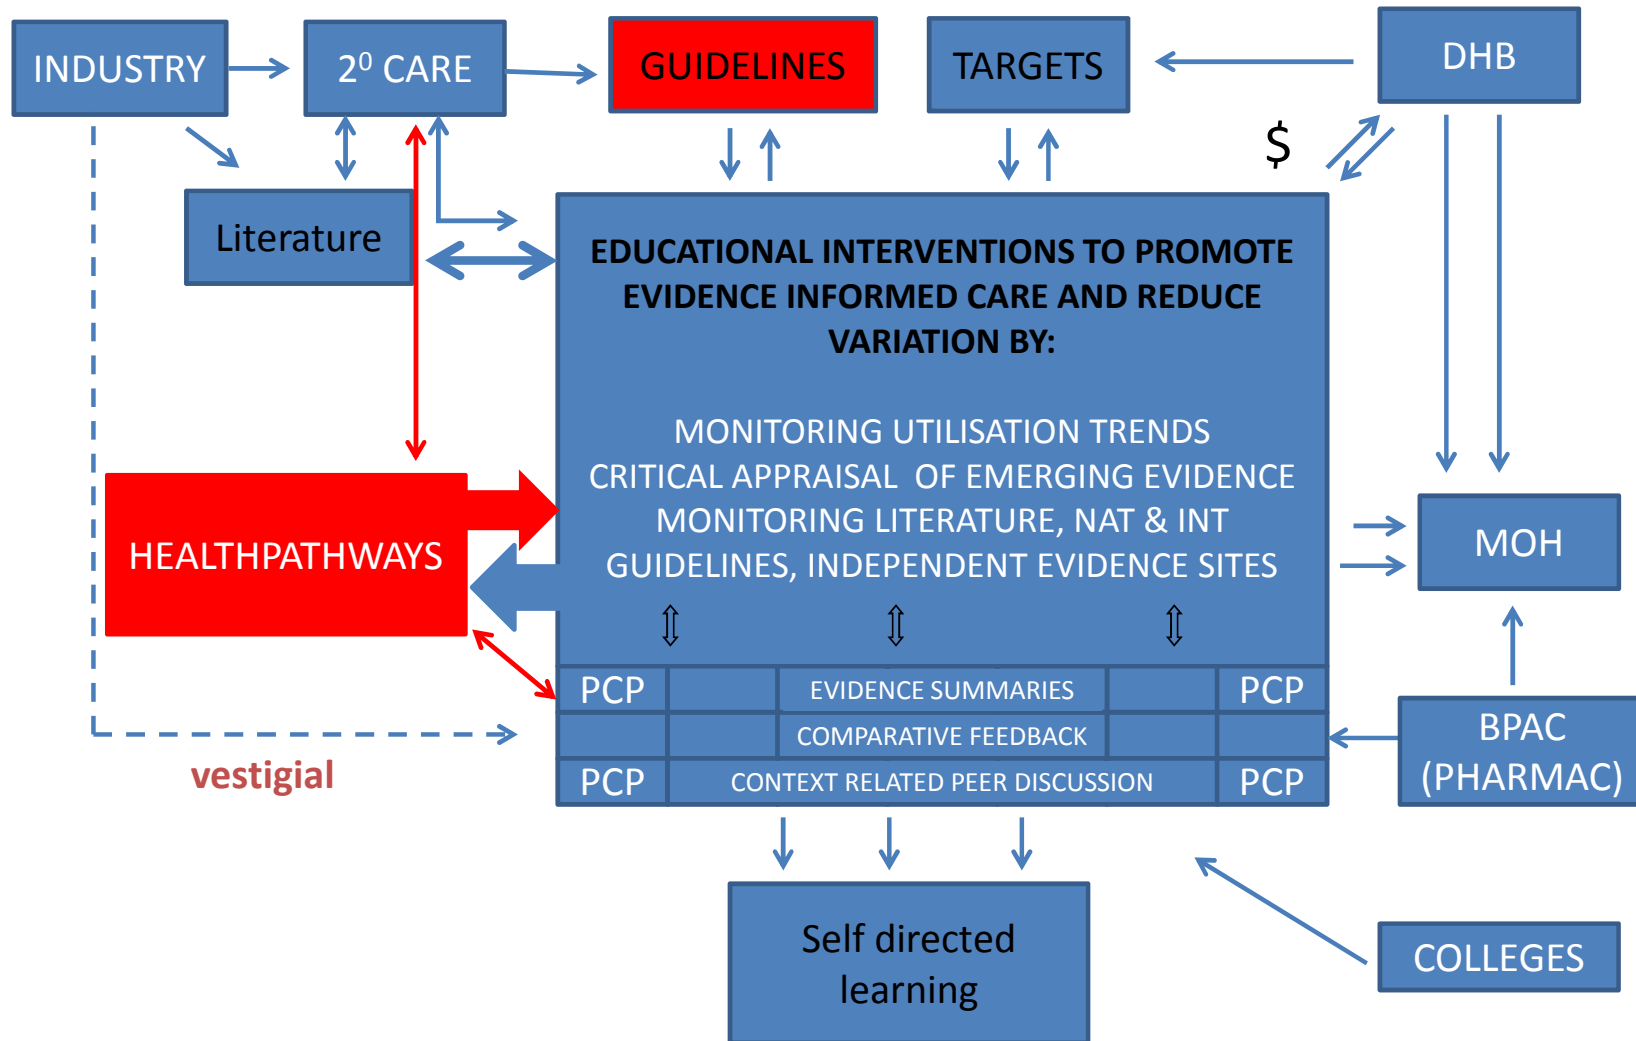 INDUSTRY
2⁰ CARE
GUIDELINES
TARGETS
DHB
$
Literature
EDUCATIONAL INTERVENTIONS TO PROMOTE
EVIDENCE INFORMED CARE AND REDUCE
VARIATION BY:
MONITORING UTILISATION TRENDS
CRITICAL APPRAISAL OF EMERGING EVIDENCE
MONITORING LITERATURE, NAT & INT
GUIDELINES, INDEPENDENT EVIDENCE SITES
HEALTHPATHWAYS
MOH
PCP
EVIDENCE SUMMARIES
PCP
COMPARATIVE FEEDBACK
PCP
CONTEXT RELATED PEER DISCUSSION
PCP
BPAC
(PHARMAC)
vestigial
Self directed
learning
COLLEGES